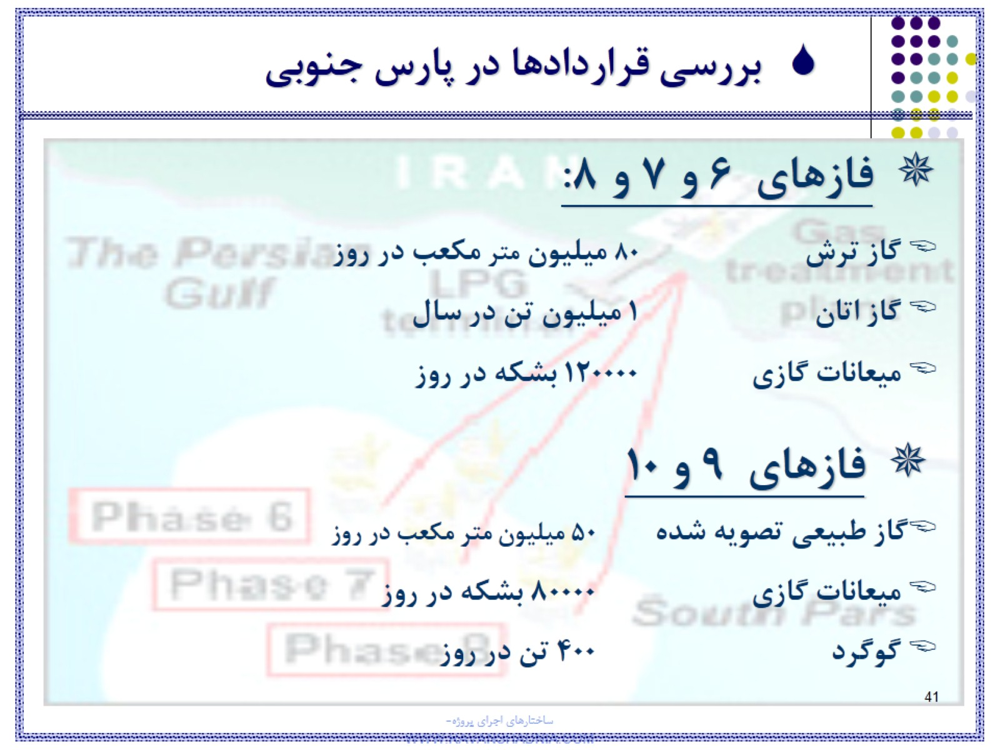 بررسی قراردادها در پارس جنوبی
فازهای ۶ و ۷ و ۸:
گاز ترش ۸۰ میلیون متر مکعب در روز
گاز اتان ۱ میلیون تن در سال
میعانات گازی ۱۲۰۰۰۰ بشکه در روز
فازهای ۹ و ۱۰
گاز طبیعی تصویه شده ۵۰ میلیون متر مکعب در روز
میعانات گازی ۸۰۰۰۰ بشکه در روز
گوگرد ۴۰۰ تن در روز
IRAN
The Persian
Gulf
LPG
terminal
Gas
treatment
plant
Phase 6
Phase 7
Phase 8
South Pars
41
ساختارهای اجرای پروژه-